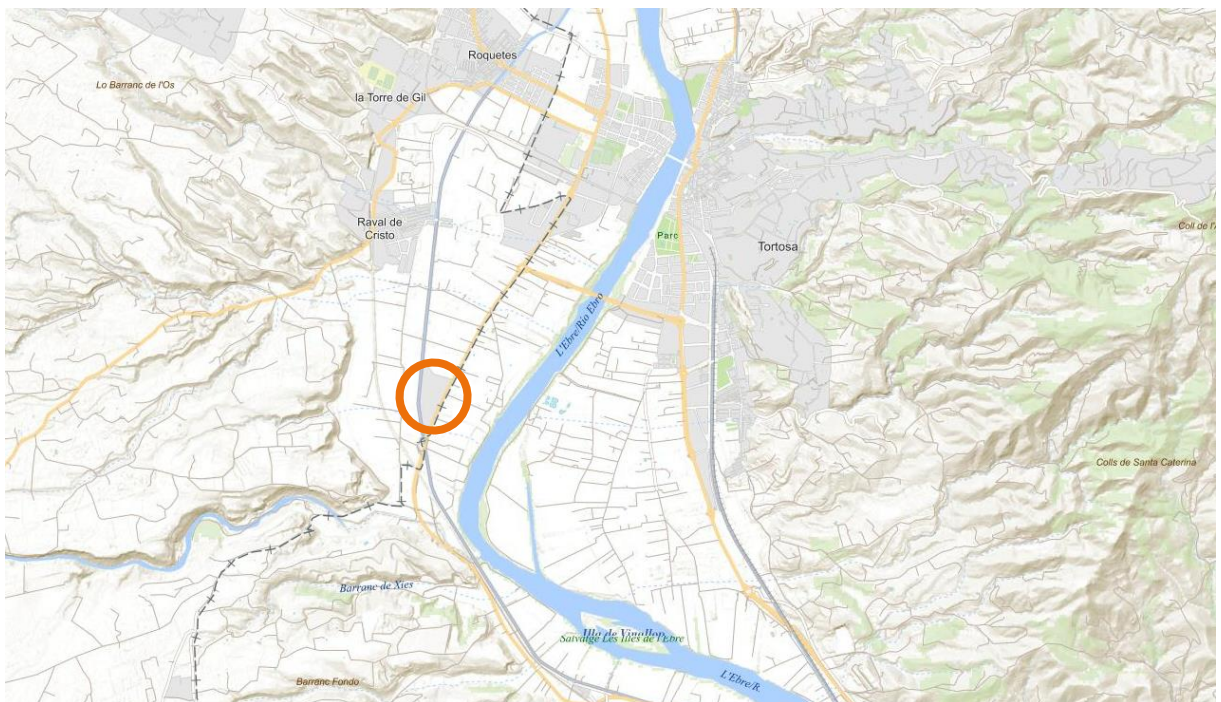 Roquetes
Lo Barranc de l'Os
la Torre de Gil
Raval de
Cristo
Parc
Tortosa
Coll de l'
L'Ebre/Río Ebro
Colls de Santa Caterina
Barranc de Xies
Illa de Vinallop
Salvatge Les Illes de l'Ebre
Barranc Fondo
L'Ebre/R.